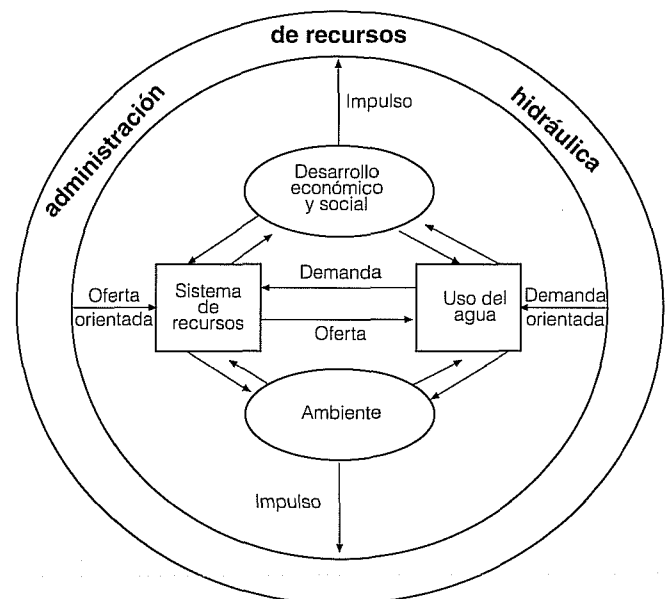 administración
de recursos
hidráulica
Impulso
Desarrollo
económico
y social
Oferta
orientada
Sistema
de
recursos
Demanda
Oferta
Uso del
agua
Demanda
orientada
Ambiente
Impulso